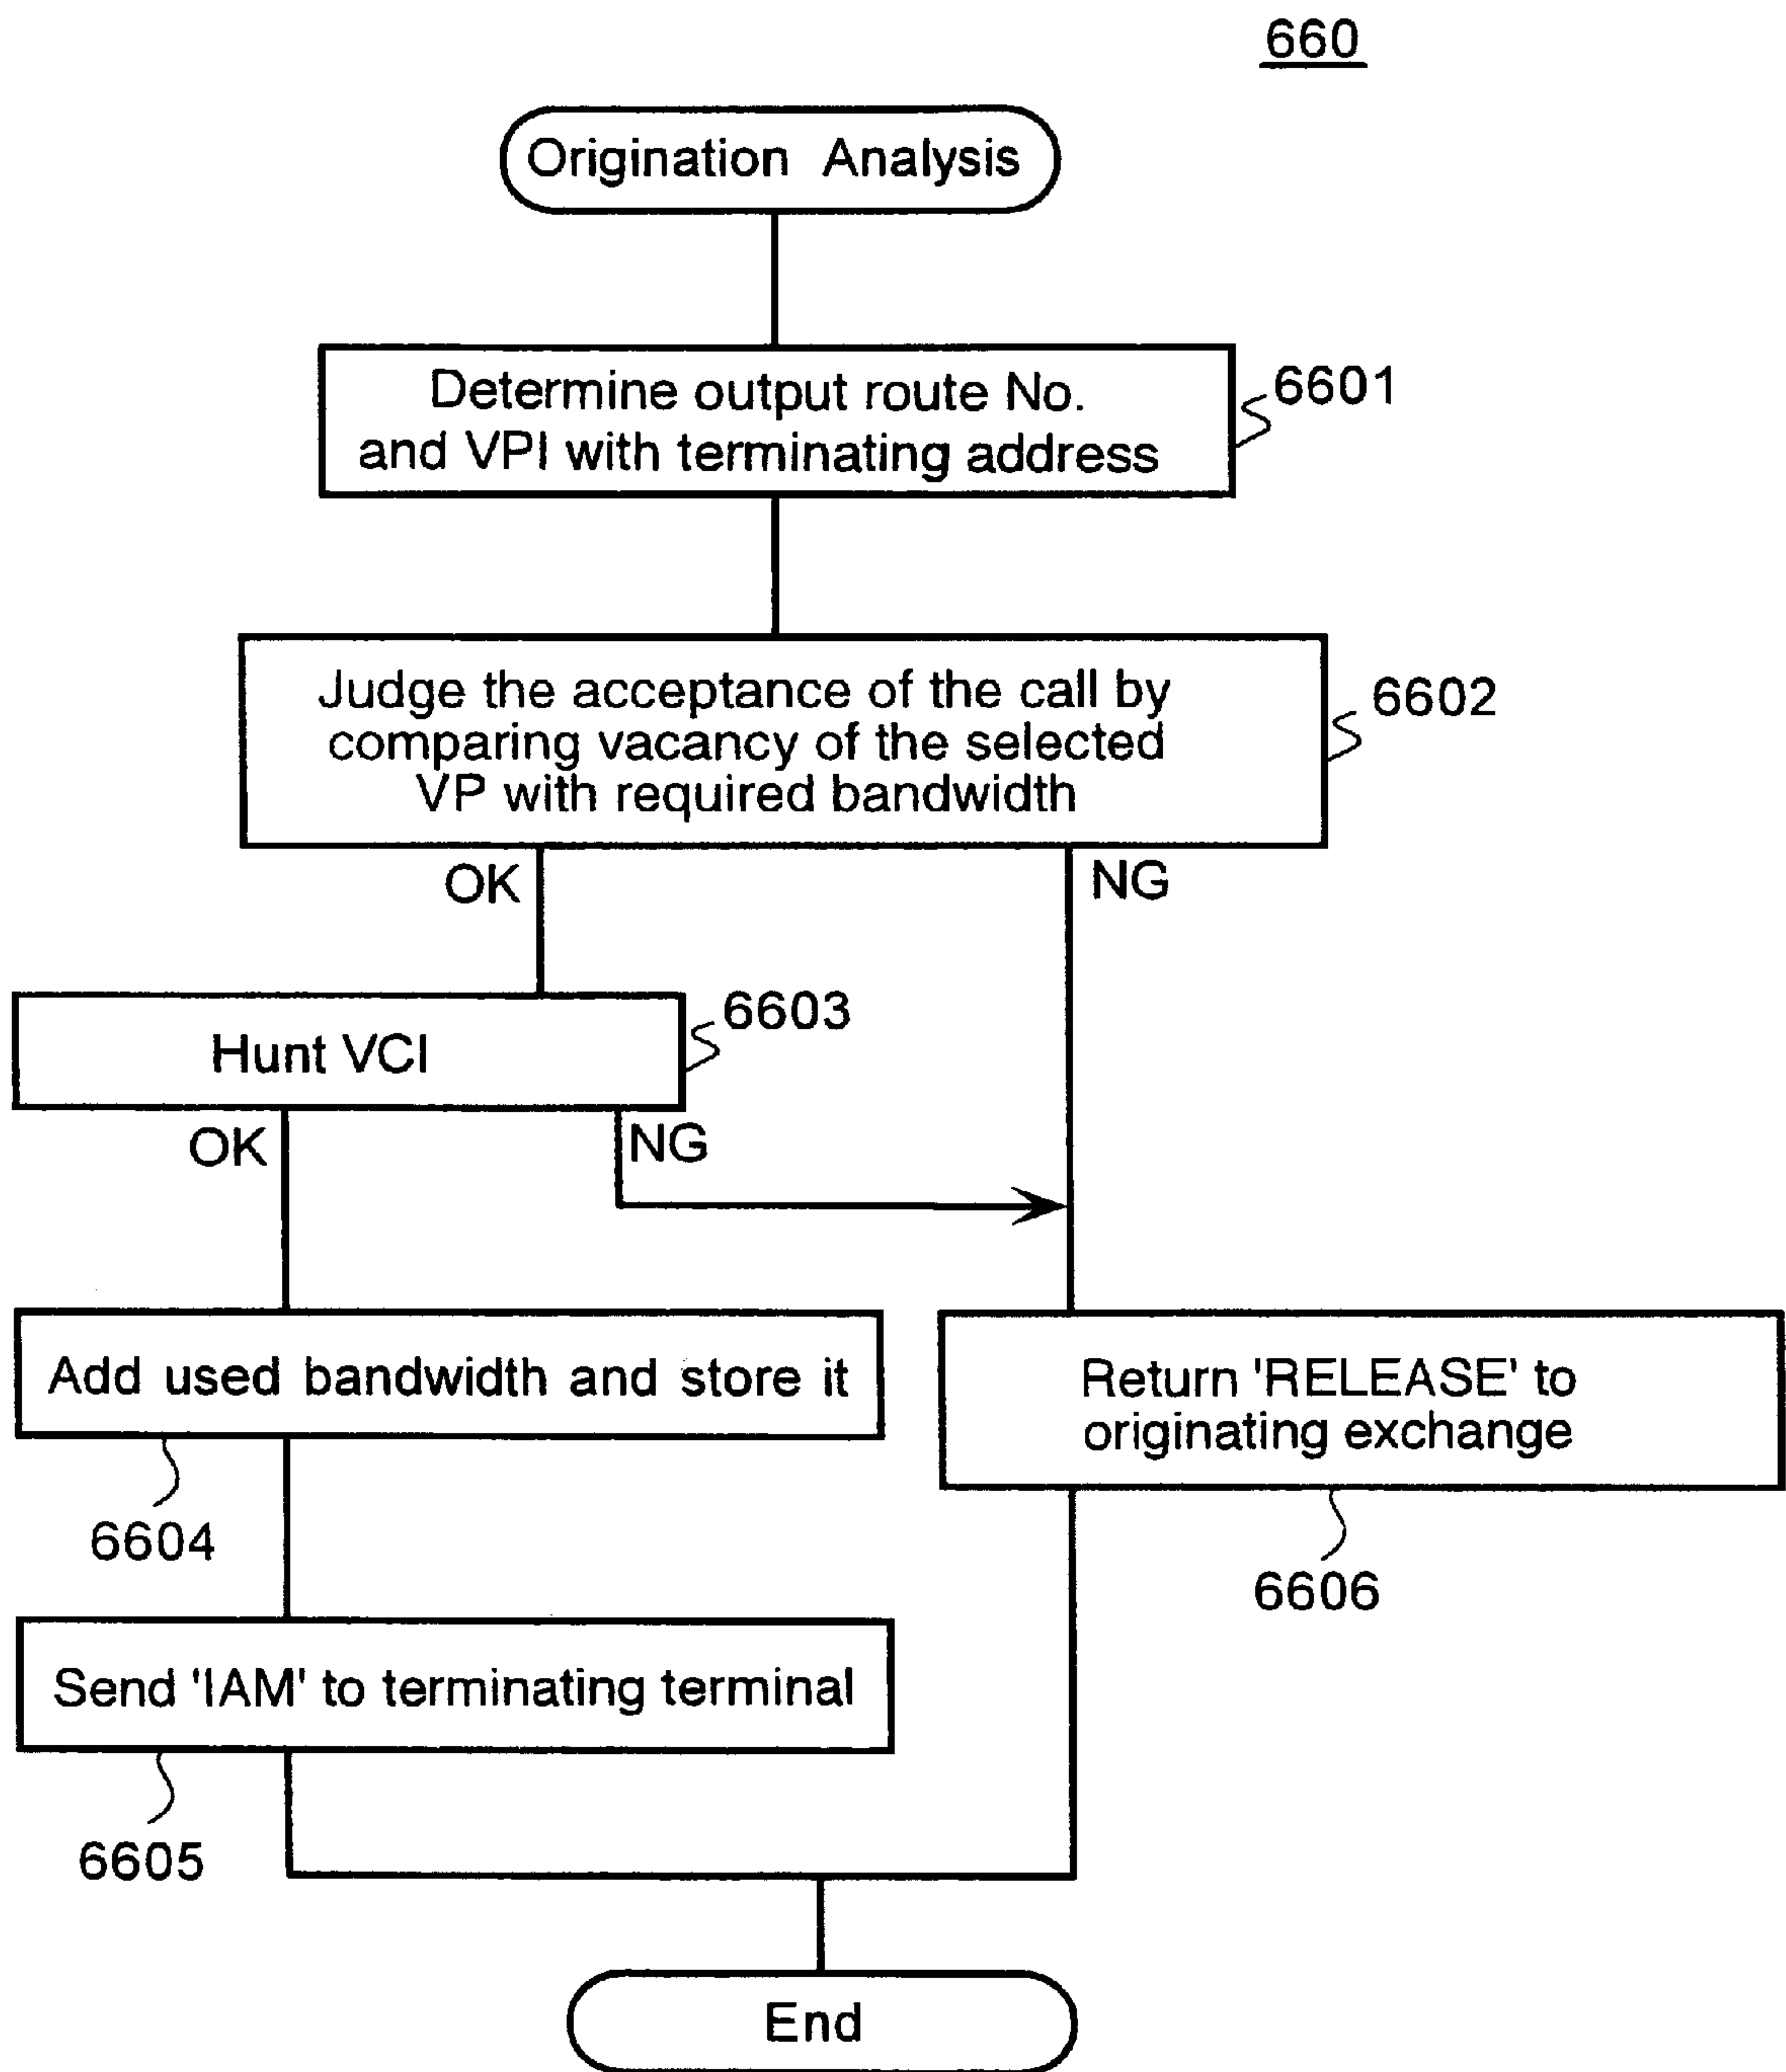 660
Origination Analysis
Determine output route No.
and VPI with terminating address
6601
Judge the acceptance of the call by
comparing vacancy of the selected
VP with required bandwidth
6602
OK
NG
Hunt VCI
6603
OK
NG
Add used bandwidth and store it
6604
Return 'RELEASE' to
originating exchange
6606
Send 'IAM' to terminating terminal
6605
End